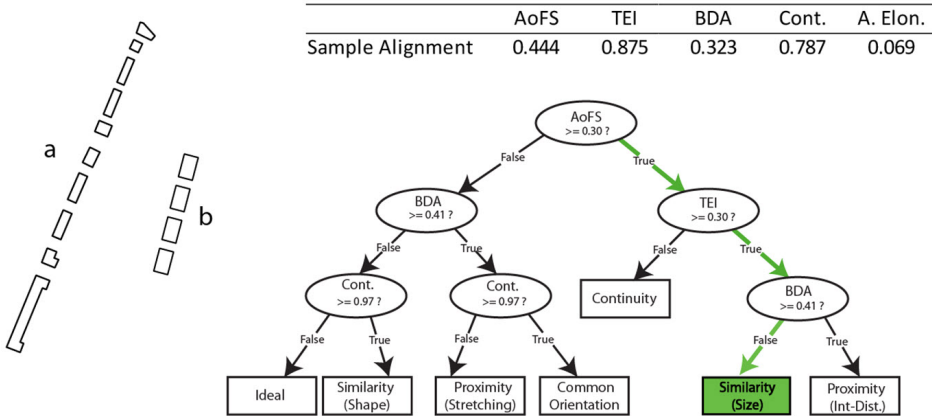 AoFS TEI BDA Cont. A. Elon.
Sample Alignment 0.444 0.875 0.323 0.787 0.069
a
b
AoFS
>= 0.30 ?
False True
BDA
>= 0.41 ?
TEI
>= 0.30 ?
False True False True
Cont.
>= 0.97 ?
Cont.
>= 0.97 ?
Continuity
BDA
>= 0.41 ?
False True False True False True
Ideal
Similarity
(Shape)
Proximity
(Stretching)
Common
Orientation
Similarity
(Size)
Proximity
(Int-Dist.)